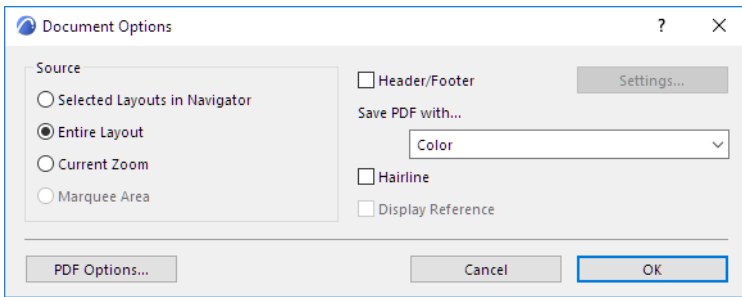 Document Options
?
Source
Selected Layouts in Navigator
Entire Layout
Current Zoom
Marquee Area
Header/Footer
Settings...
Save PDF with...
Color
Hairline
Display Reference
PDF Options...
Cancel
OK